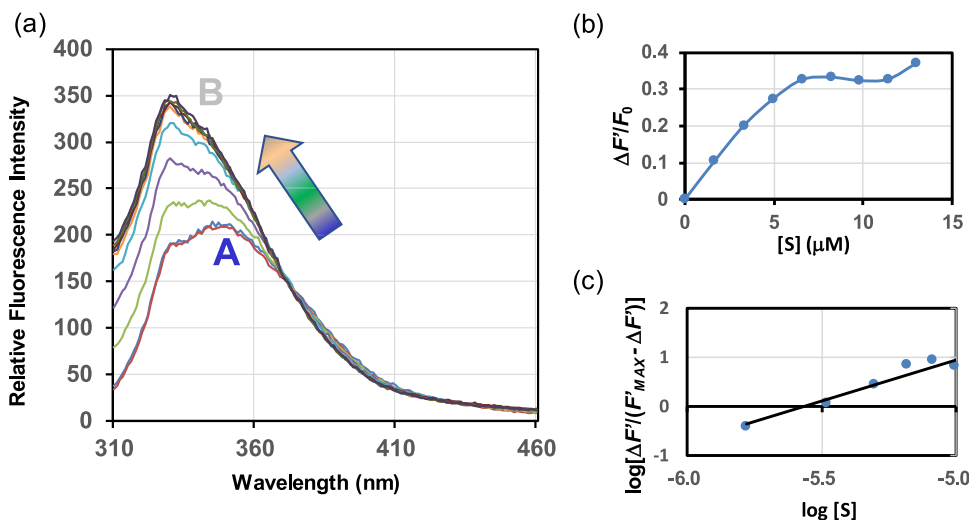 (a)
Relative Fluorescence Intensity
400
350
300
250
200
150
100
50
0
B
A
310
360
410
460
Wavelength (nm)
(b)
ΔF'/F0
0.4
0.3
0.2
0.1
0
0
5
10
15
[S] (μM)
(c)
log[ΔF'/(F'MAX - ΔF')]
2
1
0
-1
-6.0
-5.5
-5.0
log [S]